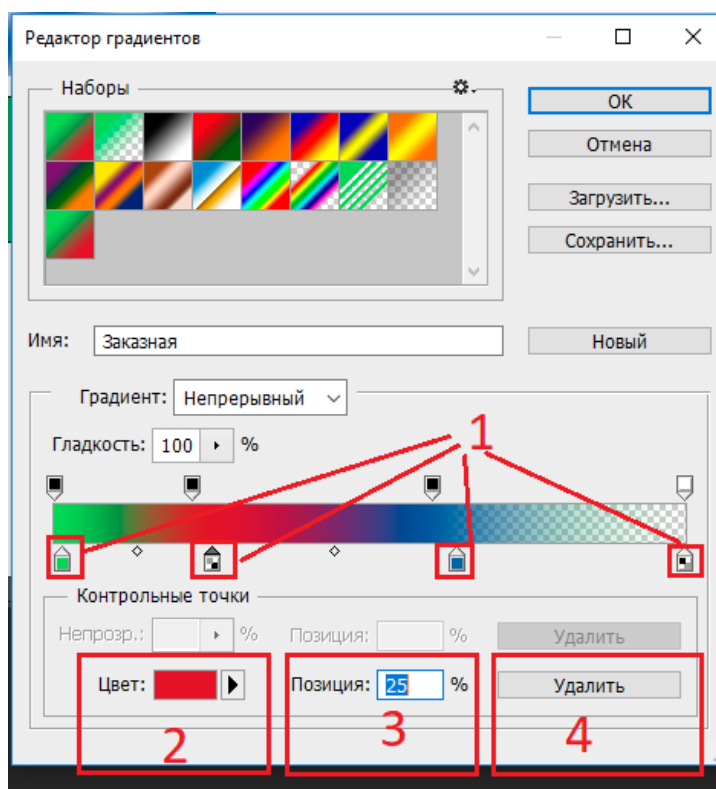 Редактор градиентов
Наборы
ОК
Отмена
Загрузить...
Сохранить...
Имя: Заказная
Новый
Градиент: Непрерывный
1
Гладкость: 100 %
Контрольные точки
Непрозр.: % Позиция: % Удалить
Цвет: Позиция: 25 % Удалить
2 3 4